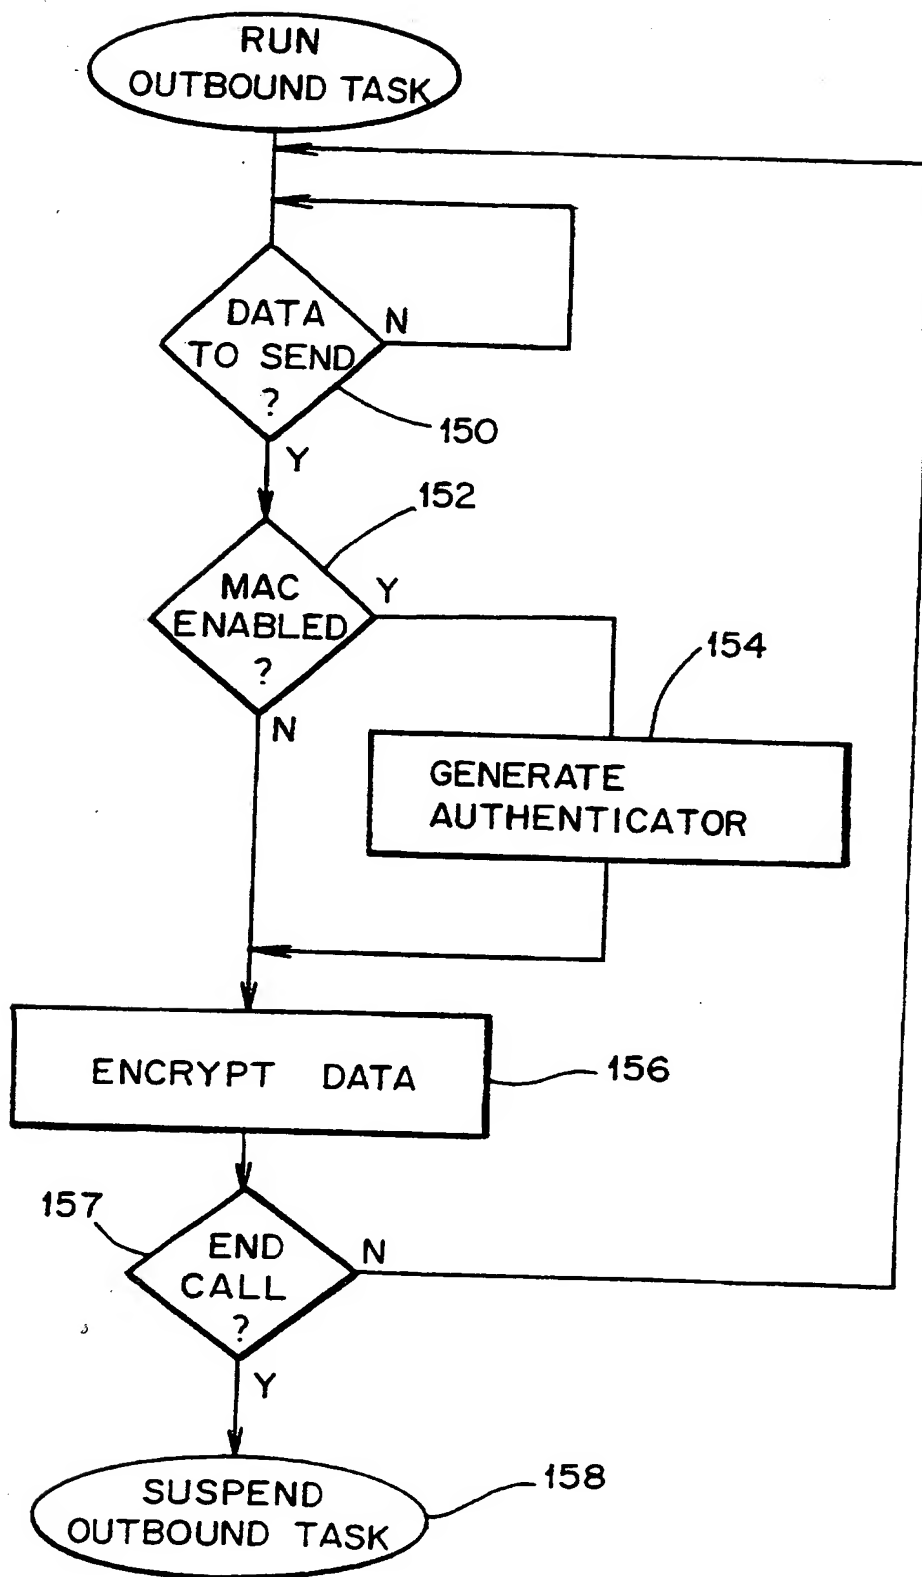 RUN
OUTBOUND TASK
DATA
TO SEND
?
N
150
Y
152
MAC
ENABLED
?
Y
N
154
GENERATE
AUTHENTICATOR
ENCRYPT DATA
156
157
END
CALL
?
N
Y
SUSPEND
OUTBOUND TASK
158